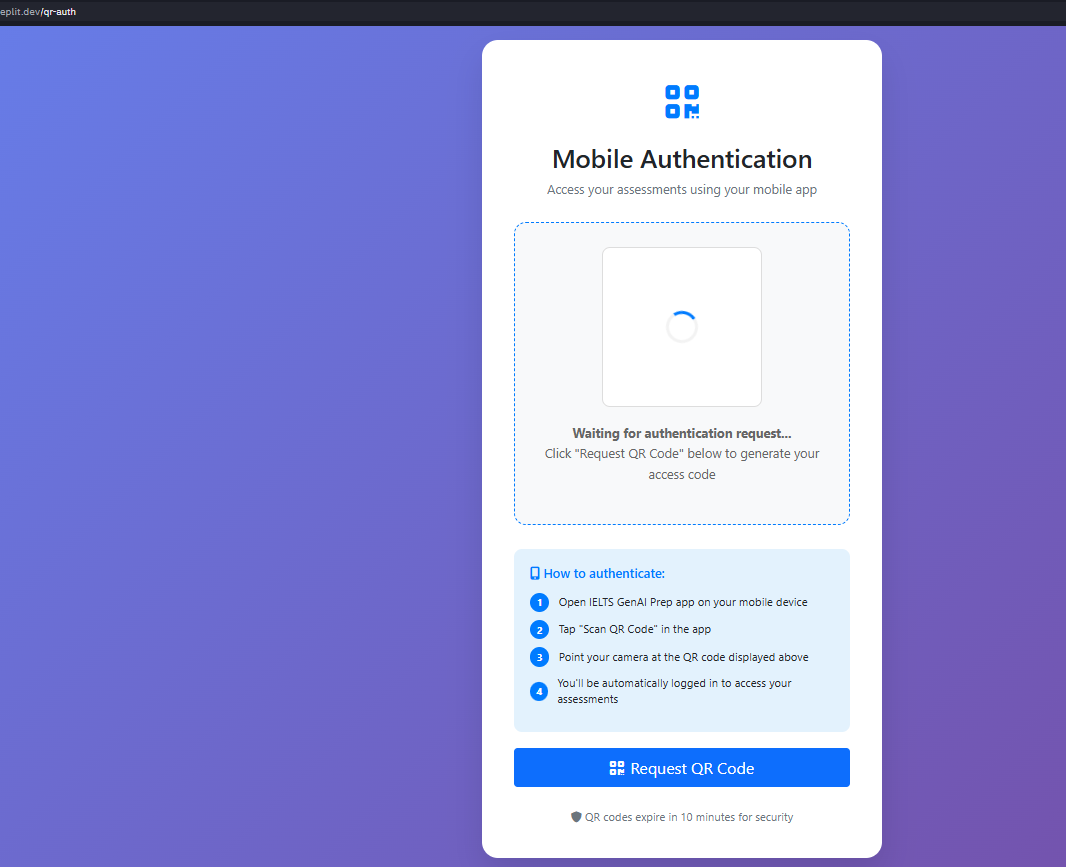 eplit.dev/qr-auth
Mobile Authentication
Access your assessments using your mobile app
Waiting for authentication request...
Click "Request QR Code" below to generate your
access code
How to authenticate:
1 Open IELTS GenAI Prep app on your mobile device
2 Tap "Scan QR Code" in the app
3 Point your camera at the QR code displayed above
4 You'll be automatically logged in to access your
assessments
Request QR Code
QR codes expire in 10 minutes for security